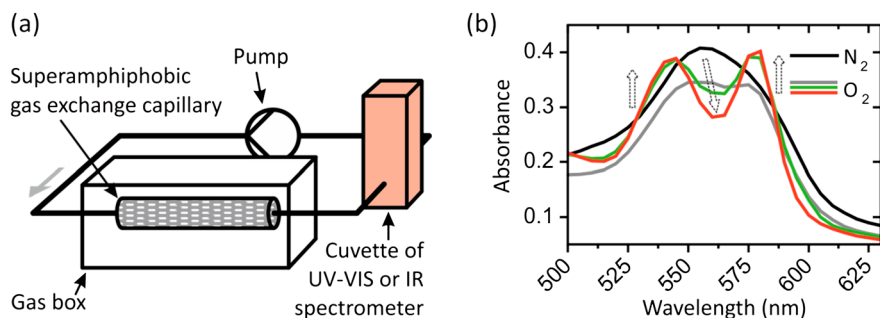 (a)
Pump
Superamphiphobic
gas exchange capillary
Gas box
Cuvette of
UV-VIS or IR
spectrometer
(b)
N2
O2
Absorbance
0.4
0.3
0.2
0.1
500
525
550
575
600
625
Wavelength (nm)